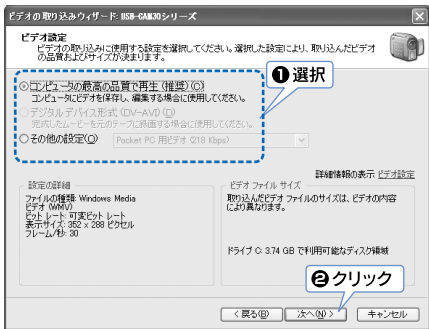 ビデオの取り込みウィザード: USB-CAM30シリーズ
ビデオ設定
ビデオの取り込みに使用する設定を選択してください。選択した設定により、取り込んだビデオ
の品質およびサイズが決まります。
❶選択
コンピュータの最高の品質で再生 (推奨)(C)
コンピュータにビデオを保存し、編集する場合に使用してください。
デジタル デバイス形式 (DV-AVI)(D)
完成したムービーを元のテープに録画する場合に使用してください。
その他の設定(O) Pocket PC 用ビデオ (218 Kbps)
詳細情報の表示 ビデオ設定
設定の詳細
ファイルの種類: Windows Media
ビデオ (WMV)
ビット レート: 可変ビット レート
表示サイズ: 352 x 288 ピクセル
フレーム/秒: 30
ビデオ ファイル サイズ
取り込んだビデオ ファイルのサイズは、ビデオの内容
により異なります。
ドライブ C: 3.74 GB で利用可能なディスク領域
❷クリック
< 戻る(B) 次へ(N) > キャンセル